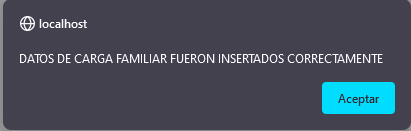 localhost
DATOS DE CARGA FAMILIAR FUERON INSERTADOS CORRECTAMENTE
Aceptar